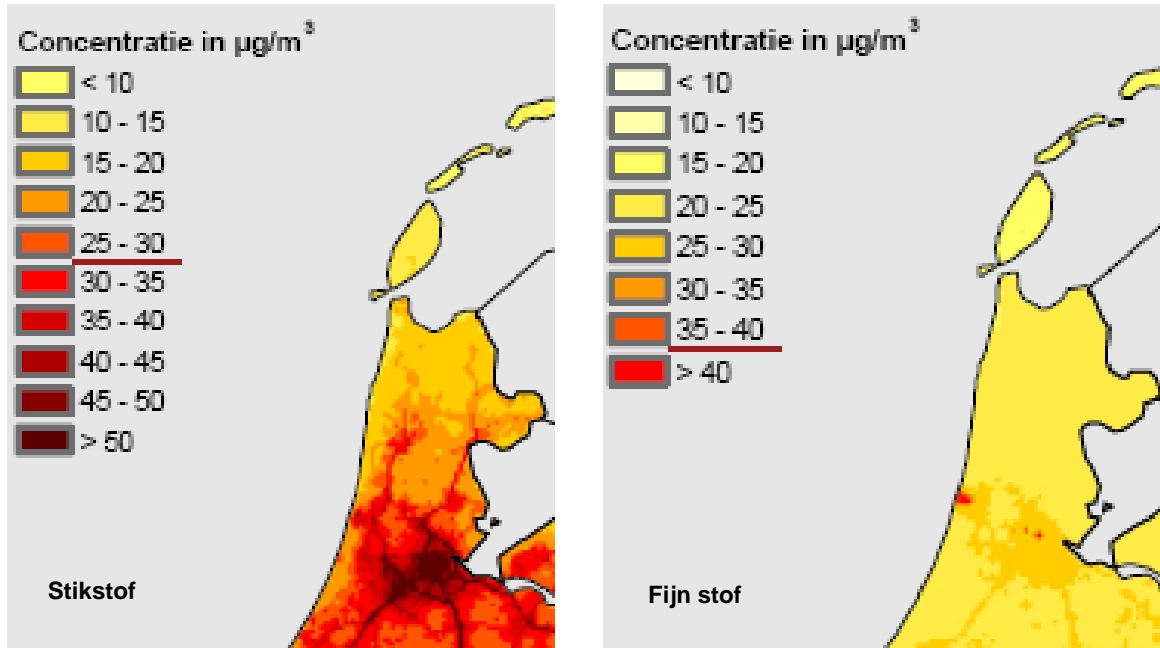 Concentratie in µg/m³
< 10
10 - 15
15 - 20
20 - 25
25 - 30
30 - 35
35 - 40
40 - 45
45 - 50
> 50
Stikstof
Concentratie in µg/m³
< 10
10 - 15
15 - 20
20 - 25
25 - 30
30 - 35
35 - 40
> 40
Fijn stof